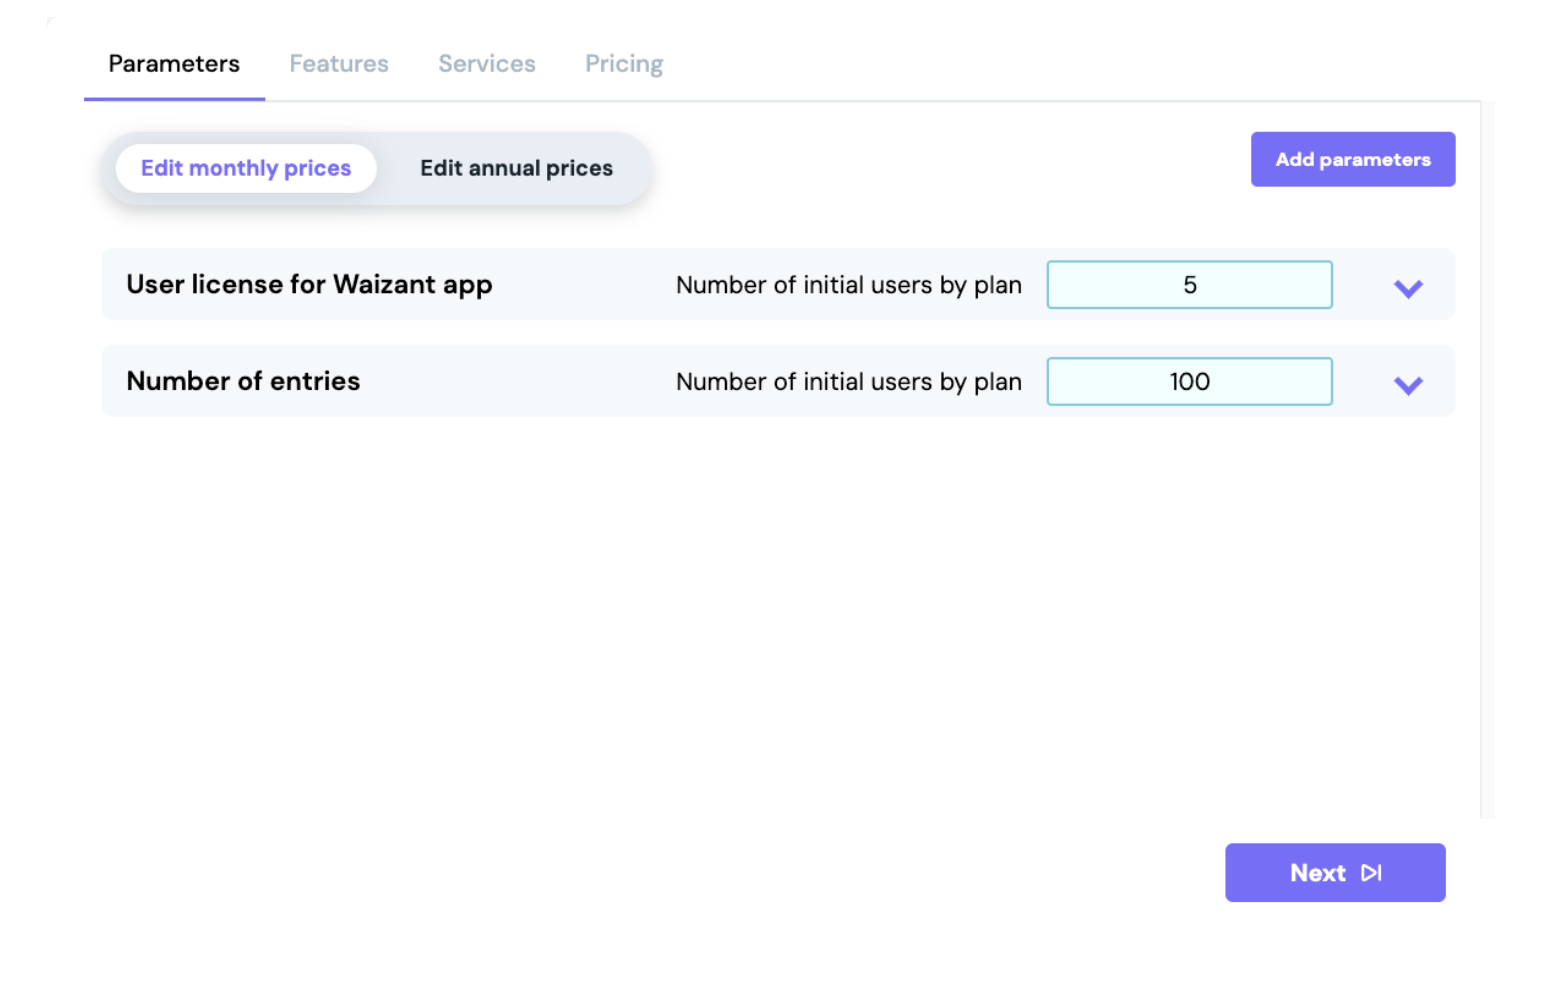 Parameters Features Services Pricing
Edit monthly prices Edit annual prices Add parameters
User license for Waizant app Number of initial users by plan 5
Number of entries Number of initial users by plan 100
Next